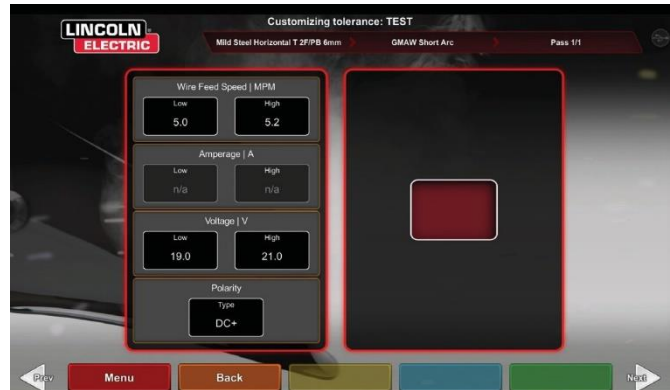 LINCOLN
ELECTRIC
Customizing tolerance: TEST
Mild Steel Horizontal T 2F/PB 6mm
GMAW Short Arc
Pass 1/1
Wire Feed Speed | MPM
Low
High
5.0
5.2
Amperage | A
Low
High
n/a
n/a
Voltage | V
Low
High
19.0
21.0
Polarity
Type
DC+
Prev
Menu
Back
Next